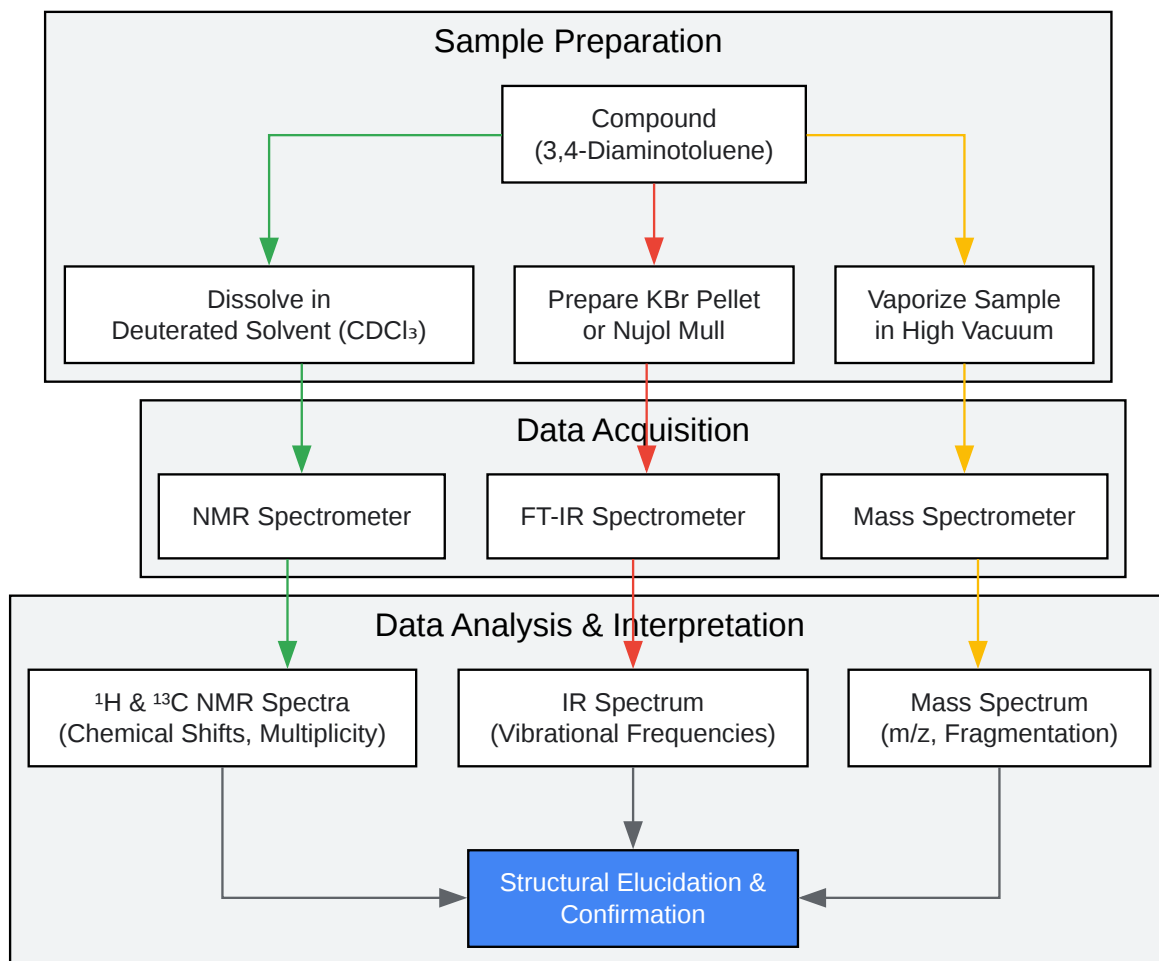 Sample Preparation
Compound
(3,4-Diaminotoluene)
Dissolve in
Deuterated Solvent (CDCl₃)
Prepare KBr Pellet
or Nujol Mull
Vaporize Sample
in High Vacuum
Data Acquisition
NMR Spectrometer
FT-IR Spectrometer
Mass Spectrometer
Data Analysis & Interpretation
¹H & ¹³C NMR Spectra
(Chemical Shifts, Multiplicity)
IR Spectrum
(Vibrational Frequencies)
Mass Spectrum
(m/z, Fragmentation)
Structural Elucidation &
Confirmation